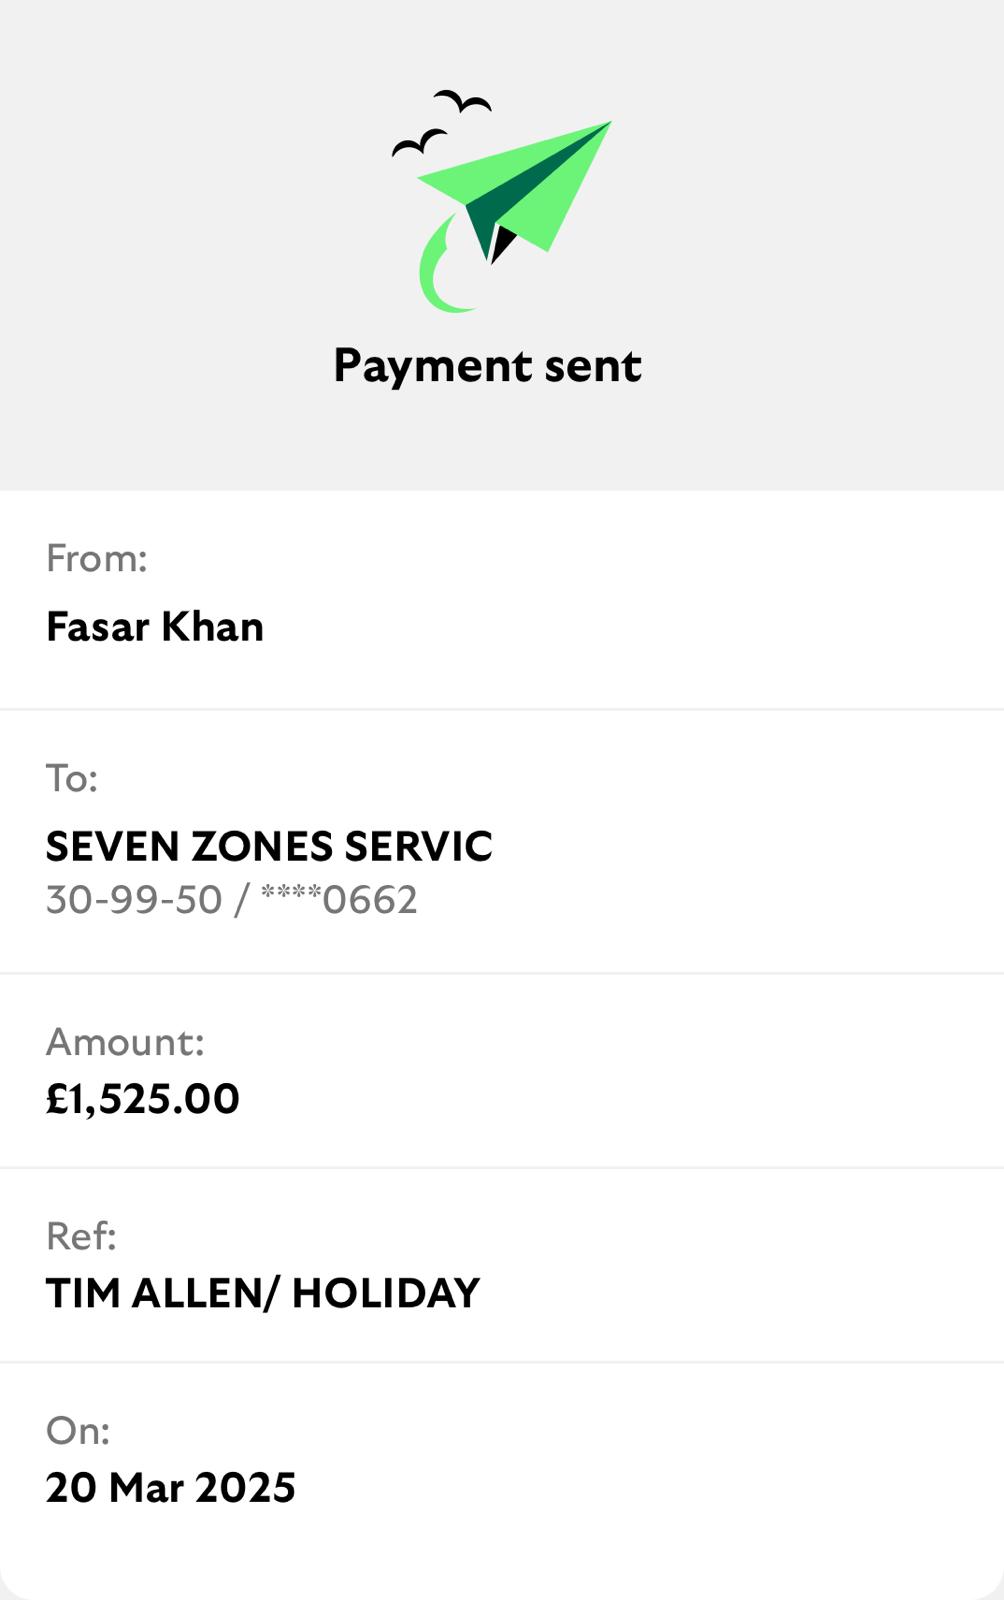 Payment sent
From:
Fasar Khan
To:
SEVEN ZONES SERVIC
30-99-50 / ****0662
Amount:
£1,525.00
Ref:
TIM ALLEN/ HOLIDAY
On:
20 Mar 2025